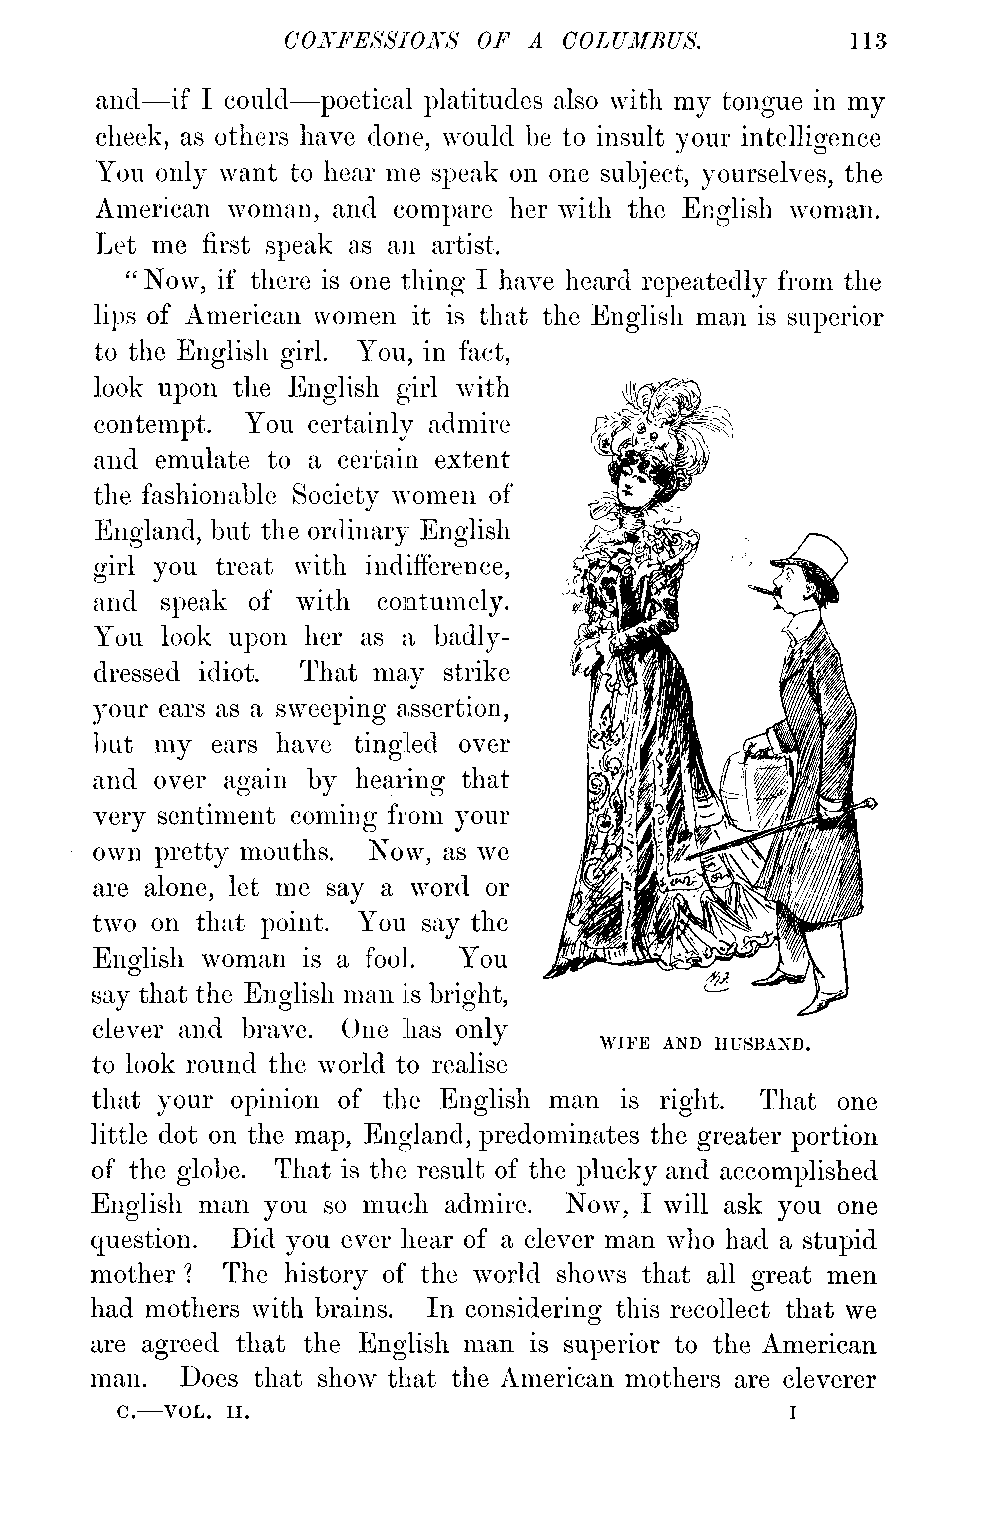 CONFESSIONS OF A COLUMBUS. 113
and—if I could—poetical platitudes also with my tongue in my
cheek, as others have done, would be to insult your intelligence
You only want to hear me speak on one subject, yourselves, the
American woman, and compare her with the English woman.
Let me first speak as an artist.
“Now, if there is one thing I have heard repeatedly from the
lips of American women it is that the English man is superior
to the English girl. You, in fact,
look upon the English girl with
contempt. You certainly admire
and emulate to a certain extent
the fashionable Society women of
England, but the ordinary English
girl you treat with indifference,
and speak of with contumely.
You look upon her as a badly-
dressed idiot. That may strike
your ears as a sweeping assertion,
but my ears have tingled over
and over again by hearing that
very sentiment coming from your
own pretty mouths. Now, as we
are alone, let me say a word or
two on that point. You say the
English woman is a fool. You
say that the English man is bright,
clever and brave. One has only
to look round the world to realise
WIFE AND HUSBAND.
that your opinion of the English man is right. That one
little dot on the map, England, predominates the greater portion
of the globe. That is the result of the plucky and accomplished
English man you so much admire. Now, I will ask you one
question. Did you ever hear of a clever man who had a stupid
mother? The history of the world shows that all great men
had mothers with brains. In considering this recollect that we
are agreed that the English man is superior to the American
man. Does that show that the American mothers are cleverer
C.—VOL. II. I